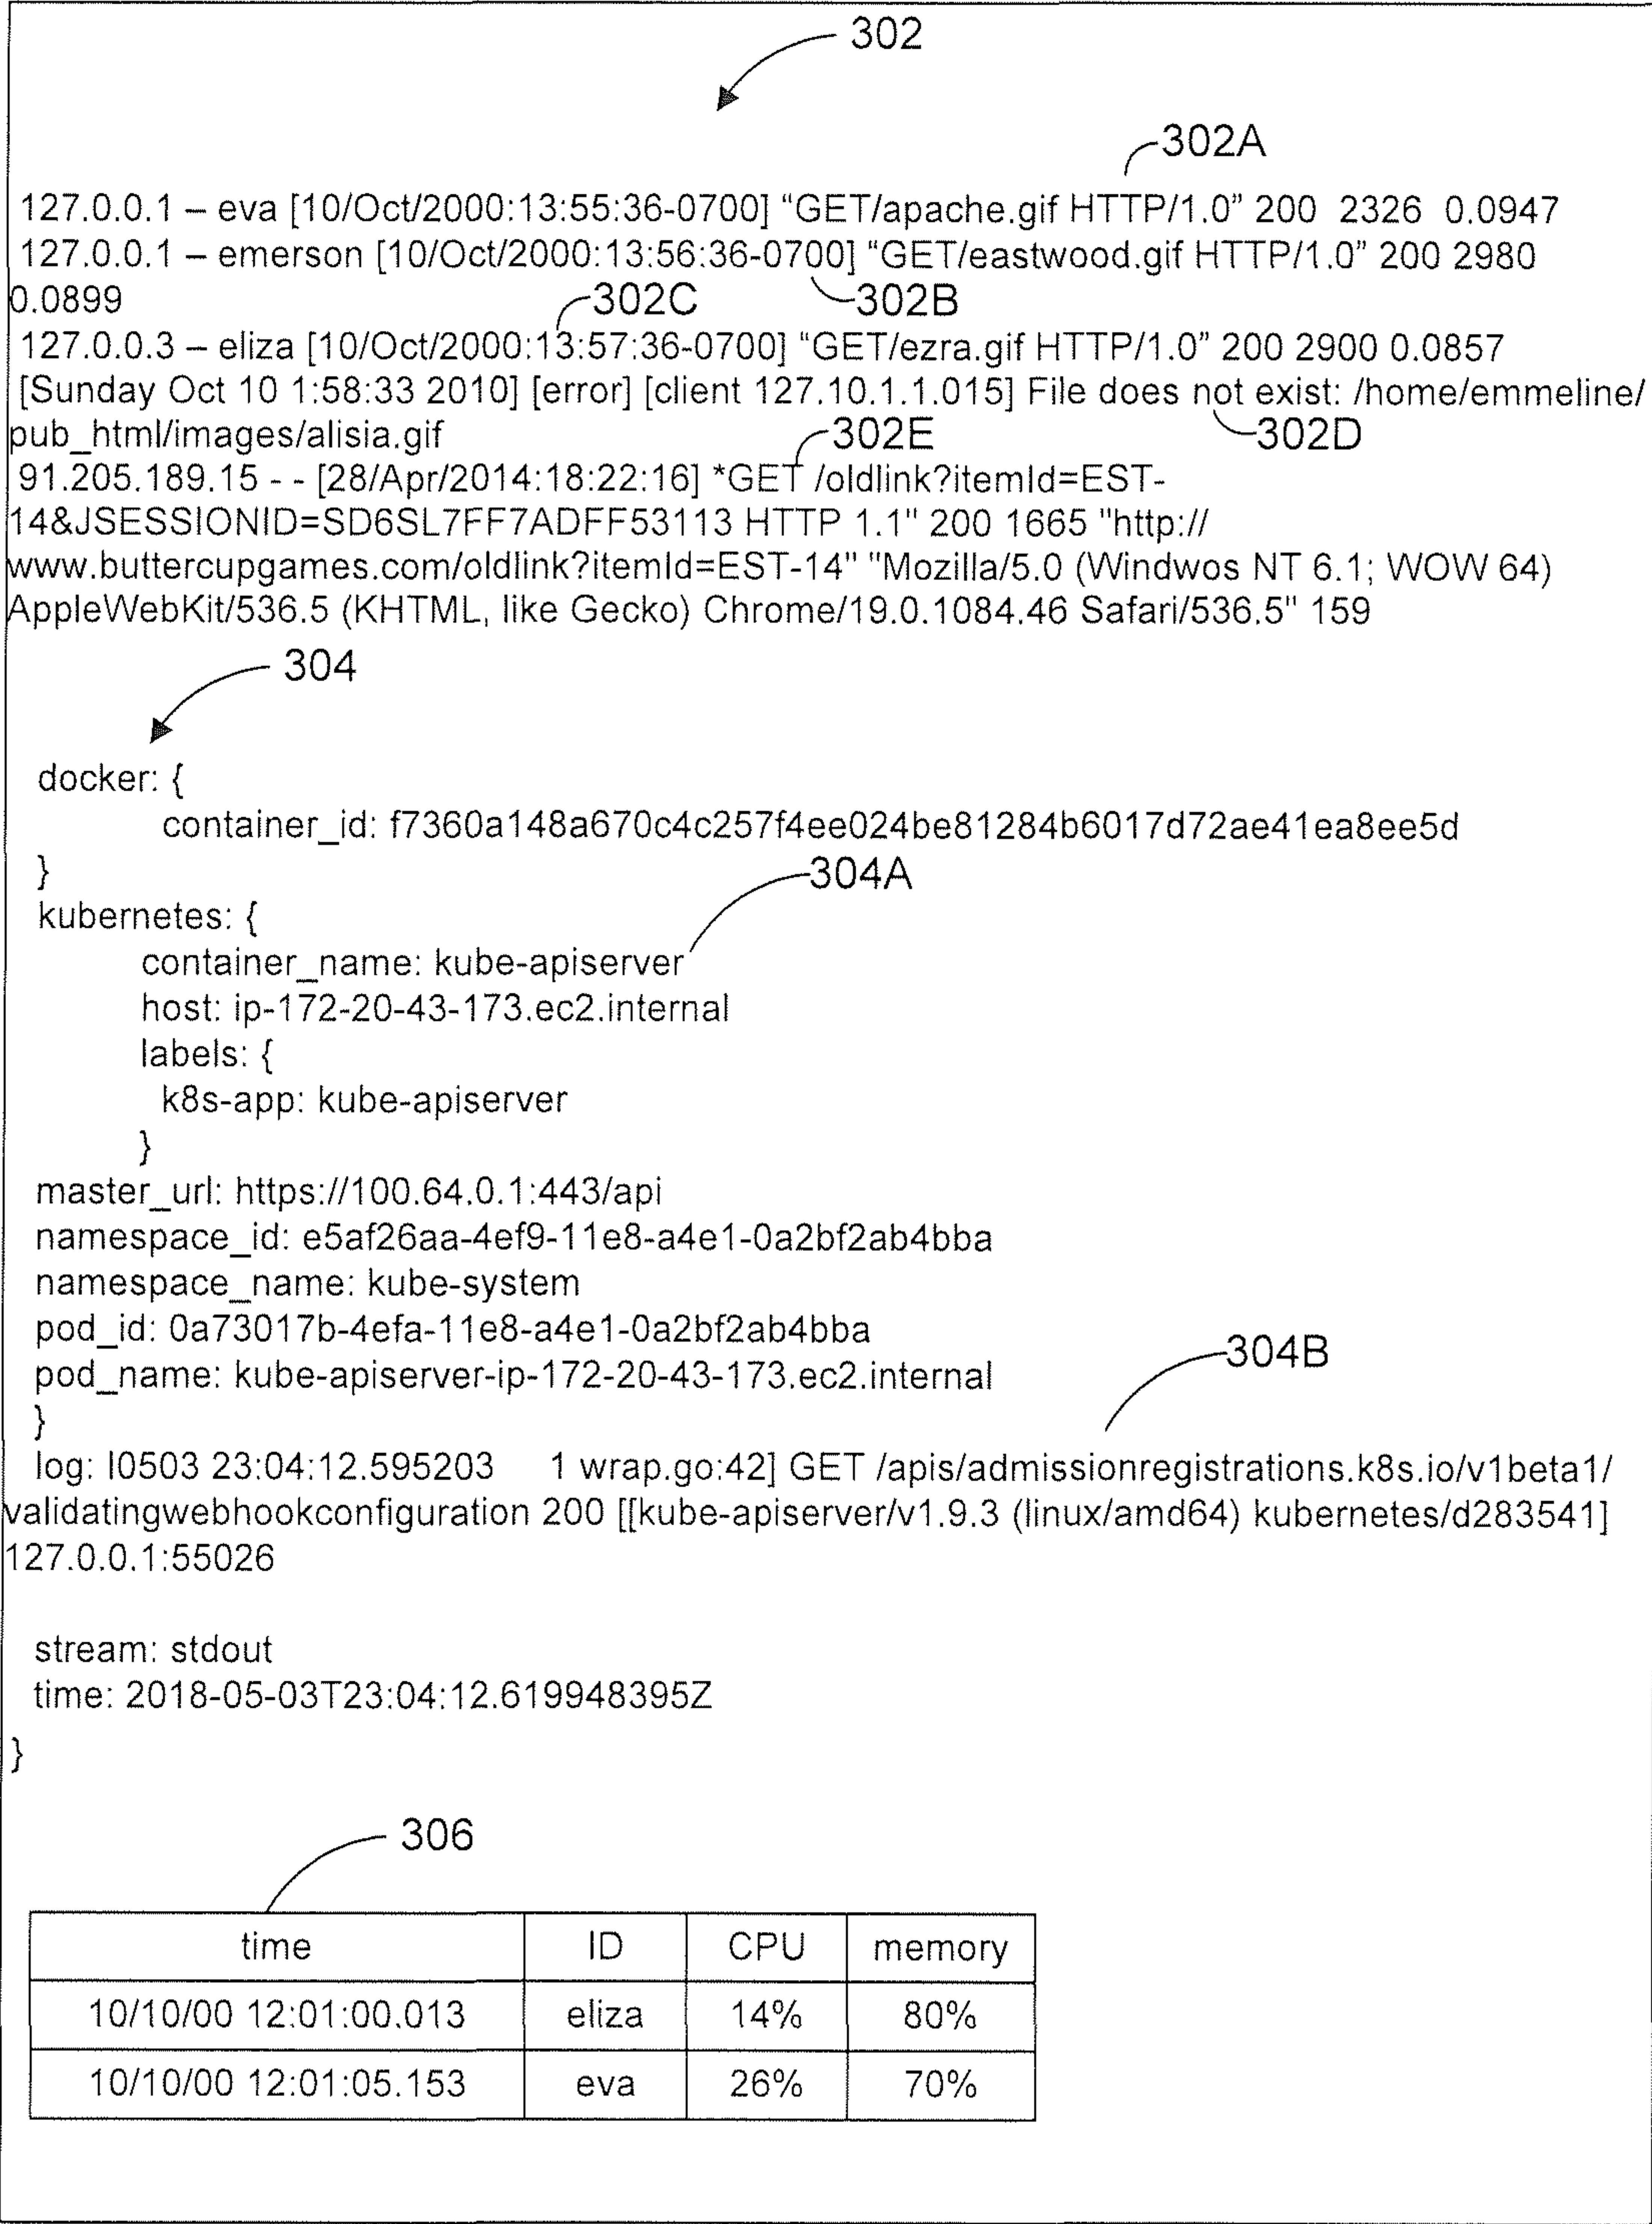 302
302A
127.0.0.1 – eva [10/Oct/2000:13:55:36-0700] “GET/apache.gif HTTP/1.0” 200  2326  0.0947
127.0.0.1 – emerson [10/Oct/2000:13:56:36-0700] “GET/eastwood.gif HTTP/1.0” 200 2980
0.0899
302C
302B
127.0.0.3 – eliza [10/Oct/2000:13:57:36-0700] “GET/ezra.gif HTTP/1.0” 200 2900 0.0857
[Sunday Oct 10 1:58:33 2010] [error] [client 127.10.1.1.015] File does not exist: /home/emmeline/
pub_html/images/alisia.gif
302E
302D
91.205.189.15 - - [28/Apr/2014:18:22:16] *GET /oldlink?itemId=EST-
14&JSESSIONID=SD6SL7FF7ADFF53113 HTTP 1.1" 200 1665 "http://
www.buttercupgames.com/oldlink?itemId=EST-14" "Mozilla/5.0 (Windwos NT 6.1; WOW 64)
AppleWebKit/536.5 (KHTML, like Gecko) Chrome/19.0.1084.46 Safari/536.5" 159
304
docker: {
container_id: f7360a148a670c4c257f4ee024be81284b6017d72ae41ea8ee5d
}
304A
kubernetes: {
container_name: kube-apiserver
host: ip-172-20-43-173.ec2.internal
labels: {
k8s-app: kube-apiserver
}
master_url: https://100.64.0.1:443/api
namespace_id: e5af26aa-4ef9-11e8-a4e1-0a2bf2ab4bba
namespace_name: kube-system
pod_id: 0a73017b-4efa-11e8-a4e1-0a2bf2ab4bba
304B
pod_name: kube-apiserver-ip-172-20-43-173.ec2.internal
}
log: I0503 23:04:12.595203     1 wrap.go:42] GET /apis/admissionregistrations.k8s.io/v1beta1/
validatingwebhookconfiguration 200 [[kube-apiserver/v1.9.3 (linux/amd64) kubernetes/d283541]
127.0.0.1:55026
stream: stdout
time: 2018-05-03T23:04:12.619948395Z
}
306
time ID CPU memory
10/10/00 12:01:00.013 eliza 14% 80%
10/10/00 12:01:05.153 eva 26% 70%